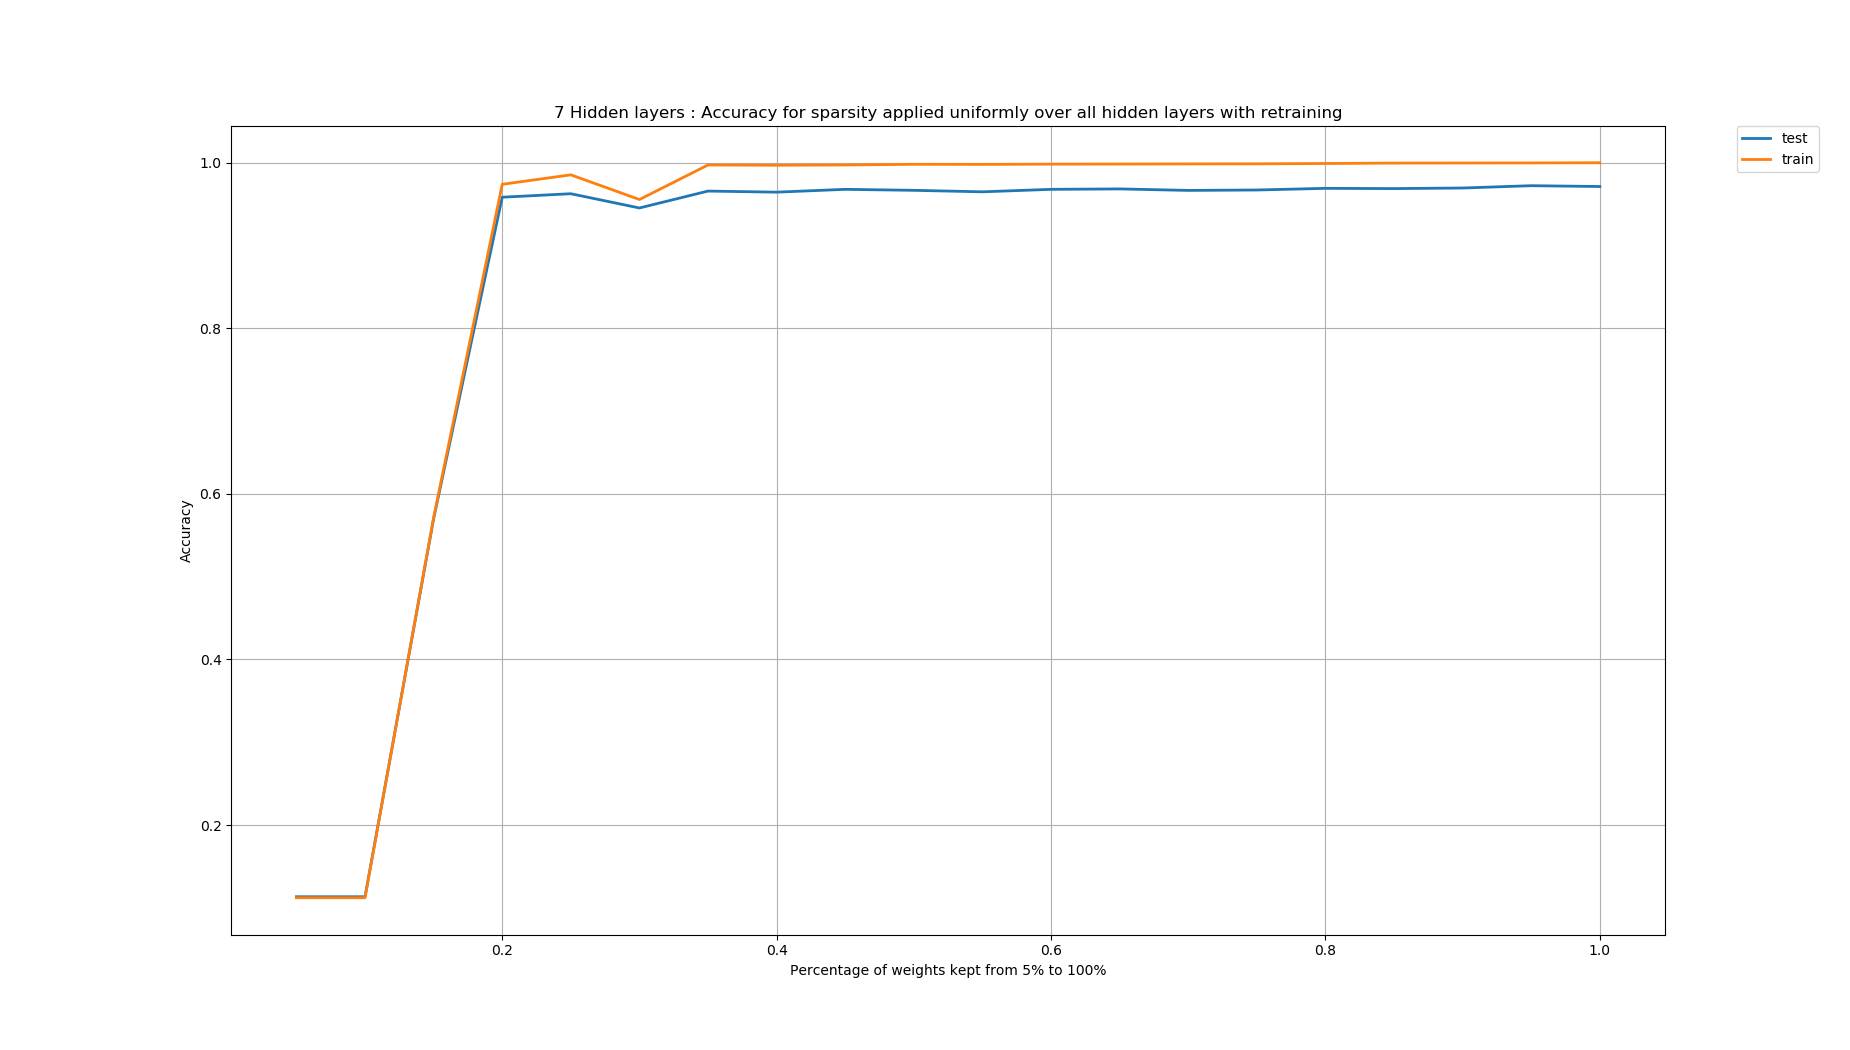 7 Hidden layers : Accuracy for sparsity applied uniformly over all hidden layers with retraining
test
train
1.0
0.8
0.6
0.4
0.2
Accuracy
0.2 0.4 0.6 0.8 1.0
Percentage of weights kept from 5% to 100%